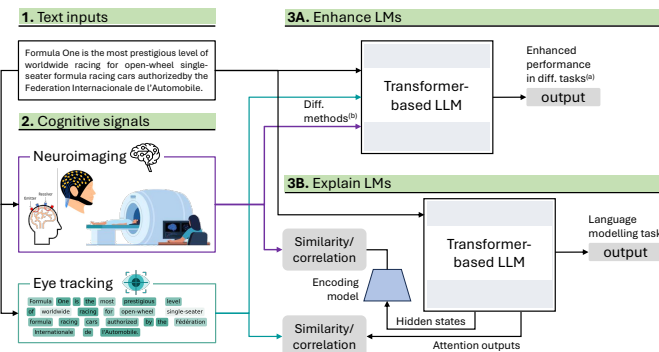 1. Text inputs
Formula One is the most prestigious level of
worldwide racing for open-wheel single-
seater formula racing cars authorizedby the
Federation Internacionale de l'Automobile.
2. Cognitive signals
Neuroimaging
Eye tracking
Formula One is the most prestigious level
of worldwide racing for open-wheel single-seater
formula racing cars authorized by the Fédération
Internationale de l'Automobile.
3A. Enhance LMs
Diff.
methods(b)
Transformer-
based LLM
Enhanced
performance
in diff. tasks(a)
output
3B. Explain LMs
Similarity/
correlation
Encoding
model
Similarity/
correlation
Transformer-
based LLM
Hidden states
Attention outputs
Language
modelling task
output